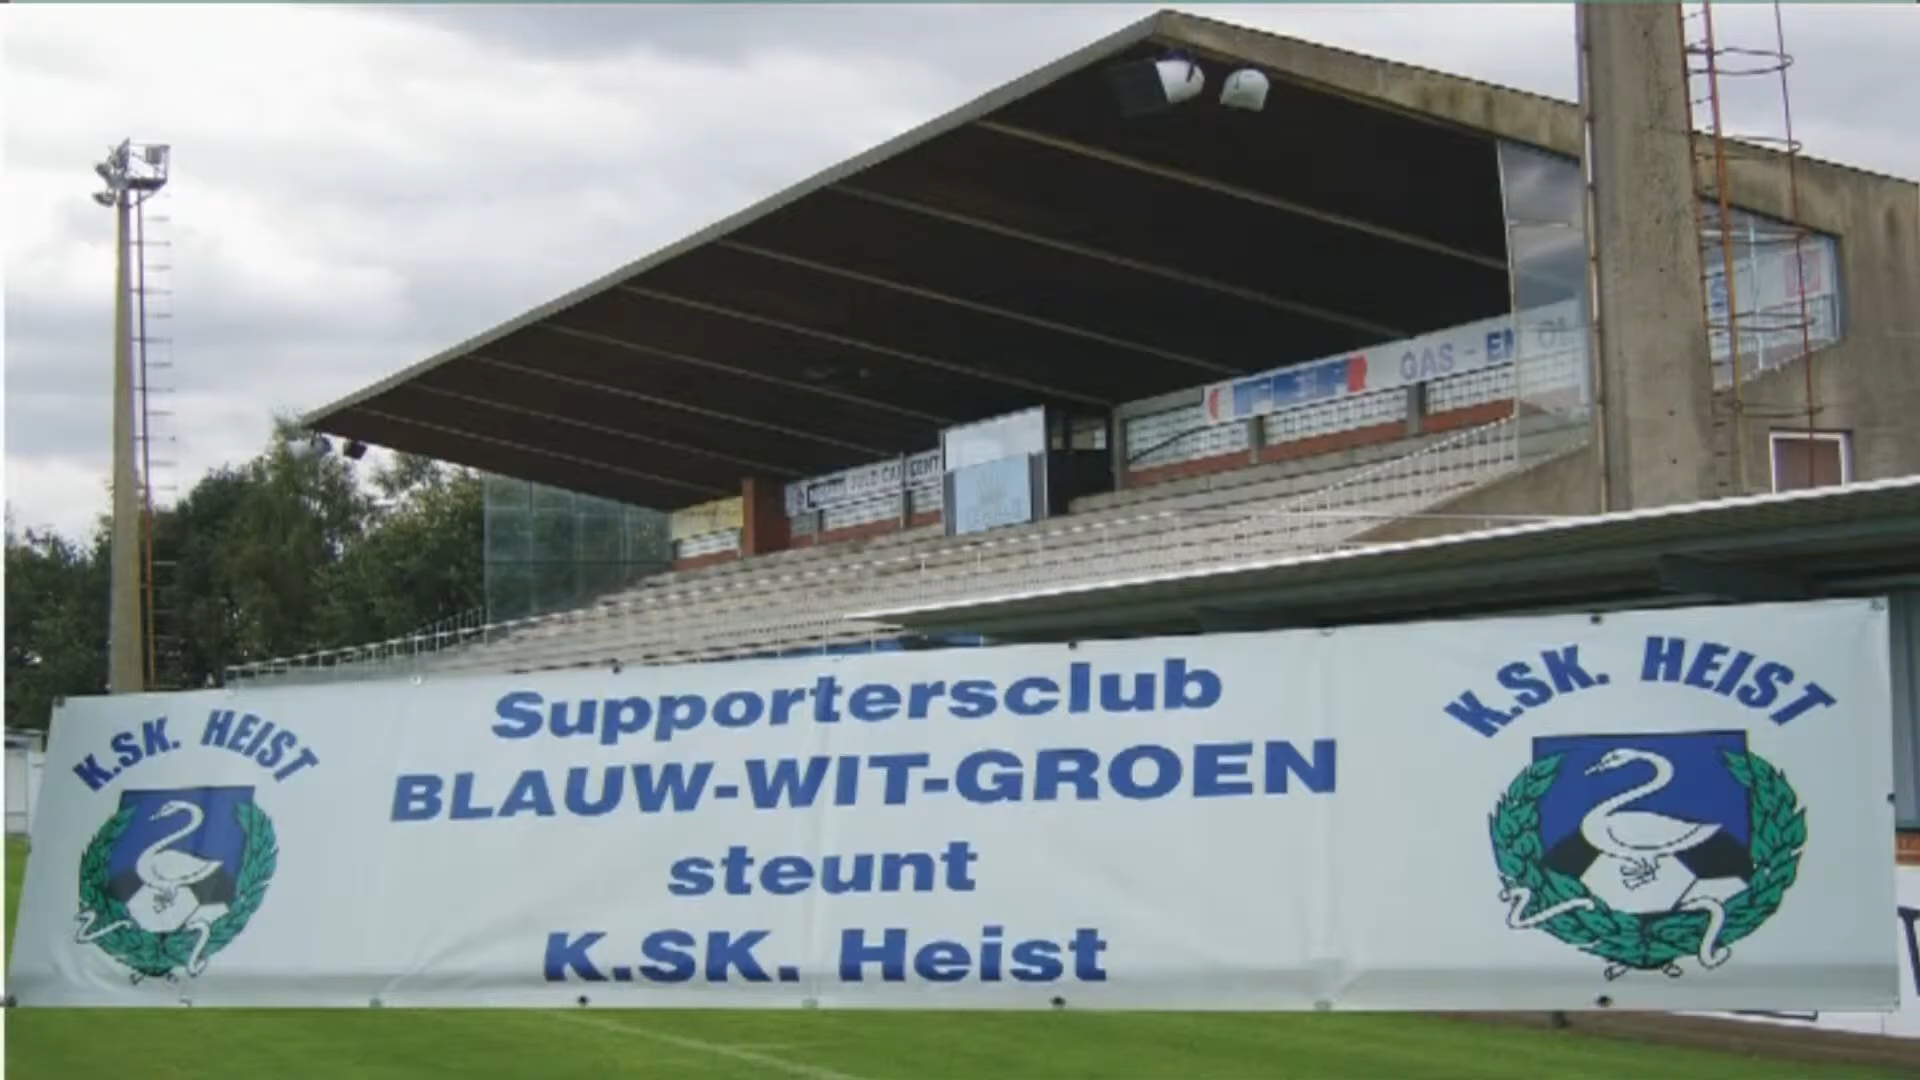 GAS - EN
K.SK. HEIST
Supportersclub
BLAUW-WIT-GROEN
steunt
K.SK. Heist
K.SK. HEIST